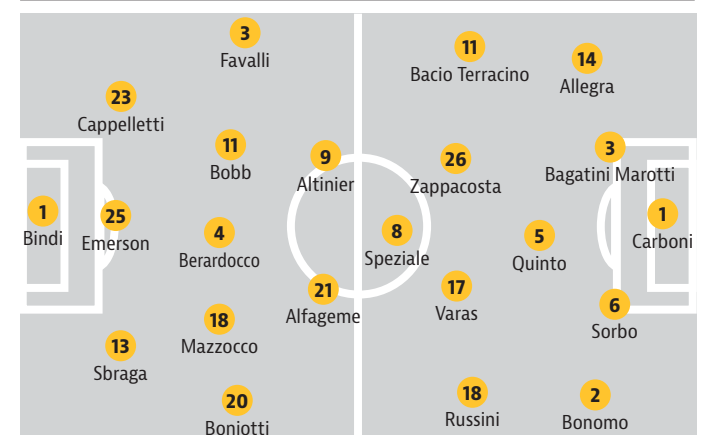 3
Favalli
23
Cappelletti
11
Bobb
9
Altinier
1
Bindi
25
Emerson
4
Berardocco
21
Alfageme
18
Mazzocco
13
Sbraga
20
Boniotti
11
Bacio Terracino
14
Allegra
26
Zappacosta
3
Bagatini Marotti
8
Speziale
5
Quinto
1
Carboni
17
Varas
6
Sorbo
18
Russini
2
Bonomo